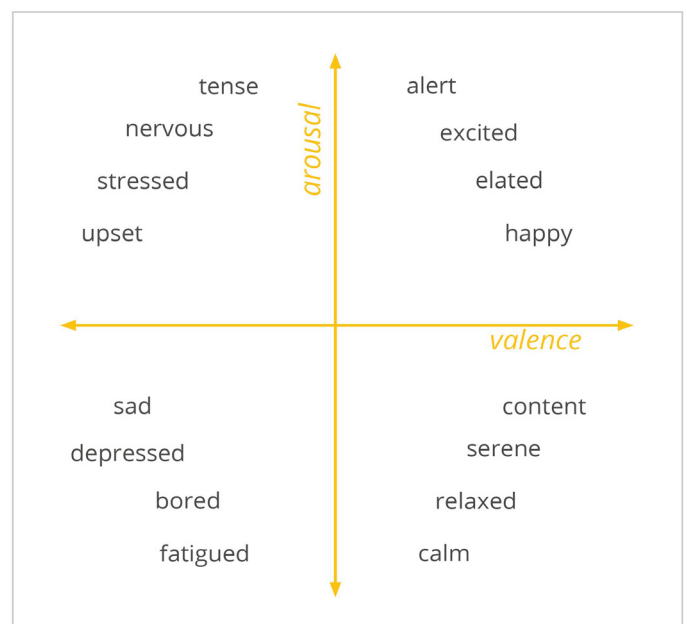 tense
alert
arousal
nervous
excited
stressed
elated
upset
happy
valence
sad
content
depressed
serene
bored
relaxed
fatigued
calm